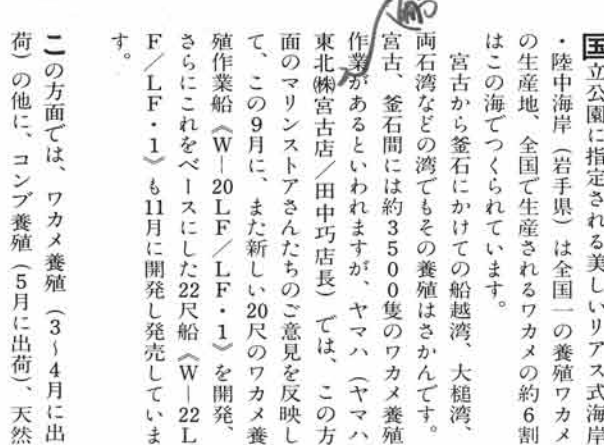 国立公園に指定される美しいリアス式海岸
・陸中海岸（岩手県）は全国一の養殖ワカメ
の生産地、全国で生産されるワカメの約6割
はこの海でつくられています。
宮古から釜石にかけての船越湾、大槌湾、
両石湾などの湾でもその養殖はさかんです。
宮古、釜石間には約3500隻のワカメ養殖
作業があるといわれますが、ヤマハ（ヤマハ
東北㈱宮古店／田中巧店長）では、この方
面のマリンストアさんたちのご意見を反映し
て、この9月に、また新しい20尺のワカメ養
殖作業船《W―20LF／LF・1》を開発、
さらにこれをベースにした22尺船《W―22L
F／LF・1》も11月に開発し発売していま
す。
この方面では、ワカメ養殖（3〜4月に出
荷）の他に、コンブ養殖（5月に出荷）、天然
船